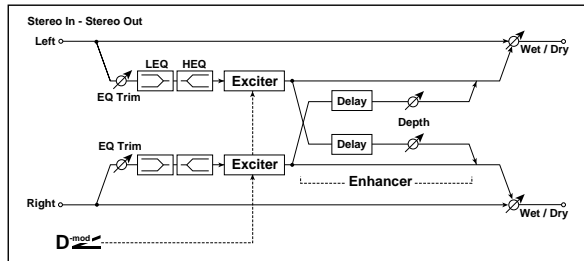 Stereo In - Stereo Out
Left
Wet / Dry
LEQ HEQ
EQ Trim
Exciter
Delay
Depth
EQ Trim
Exciter
Delay
Enhancer
Right
Wet / Dry
D-mod